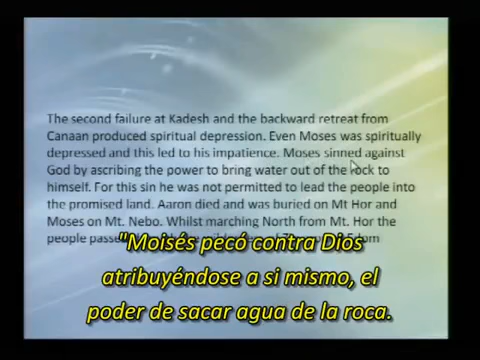 The second failure at Kadesh and the backward retreat from
Canaan produced spiritual depression. Even Moses was spiritually
depressed and this led to his impatience. Moses sinned against
God by ascribing the power to bring water out of the rock to
himself. For this sin he was not permitted to lead the people into
the promised land. Aaron died and was buried on Mt Hor and
Moses on Mt. Nebo. Whilst marching North from Mt. Hor the
people
"Moisés pecó contra Dios
atribuyéndose a si mismo, el
poder de sacar agua de la roca.